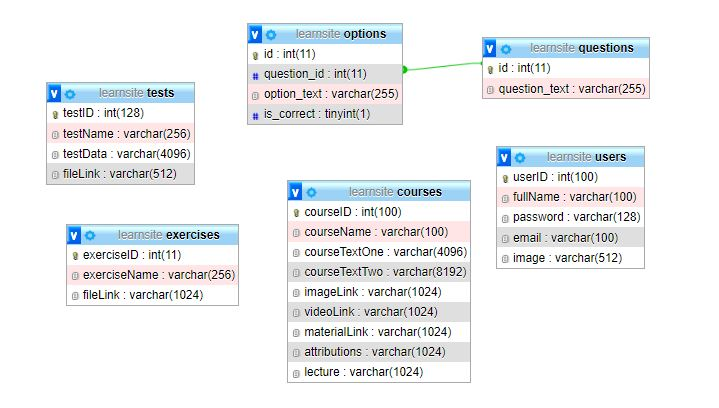 learnsite options
id : int(11)
question_id : int(11)
option_text : varchar(255)
is_correct : tinyint(1)
learnsite questions
id : int(11)
question_text : varchar(255)
learnsite tests
testID : int(128)
testName : varchar(256)
testData : varchar(4096)
fileLink : varchar(512)
learnsite users
userID : int(100)
fullName : varchar(100)
password : varchar(128)
email : varchar(100)
image : varchar(512)
learnsite courses
courseID : int(100)
courseName : varchar(100)
courseTextOne : varchar(4096)
courseTextTwo : varchar(8192)
imageLink : varchar(1024)
videoLink : varchar(1024)
materialLink : varchar(1024)
attributions : varchar(1024)
lecture : varchar(1024)
learnsite exercises
exerciseID : int(11)
exerciseName : varchar(256)
fileLink : varchar(1024)